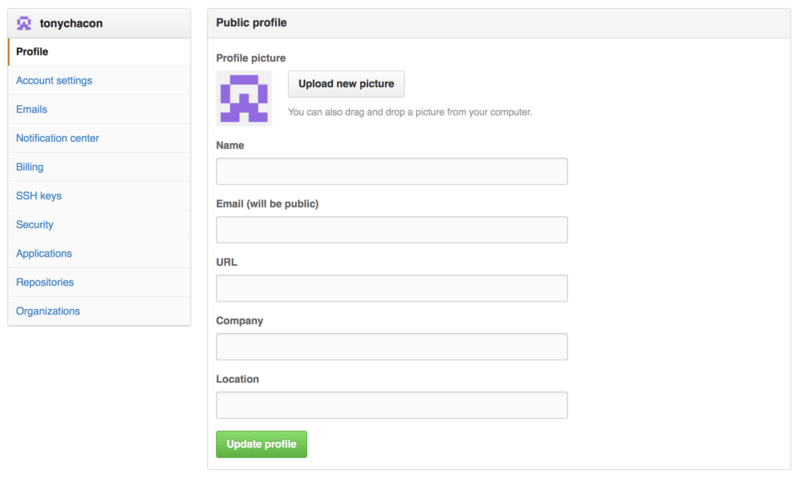 tonychacon
Profile
Account settings
Emails
Notification center
Billing
SSH keys
Security
Applications
Repositories
Organizations
Public profile
Profile picture
Upload new picture
You can also drag and drop a picture from your computer.
Name
Email (will be public)
URL
Company
Location
Update profile